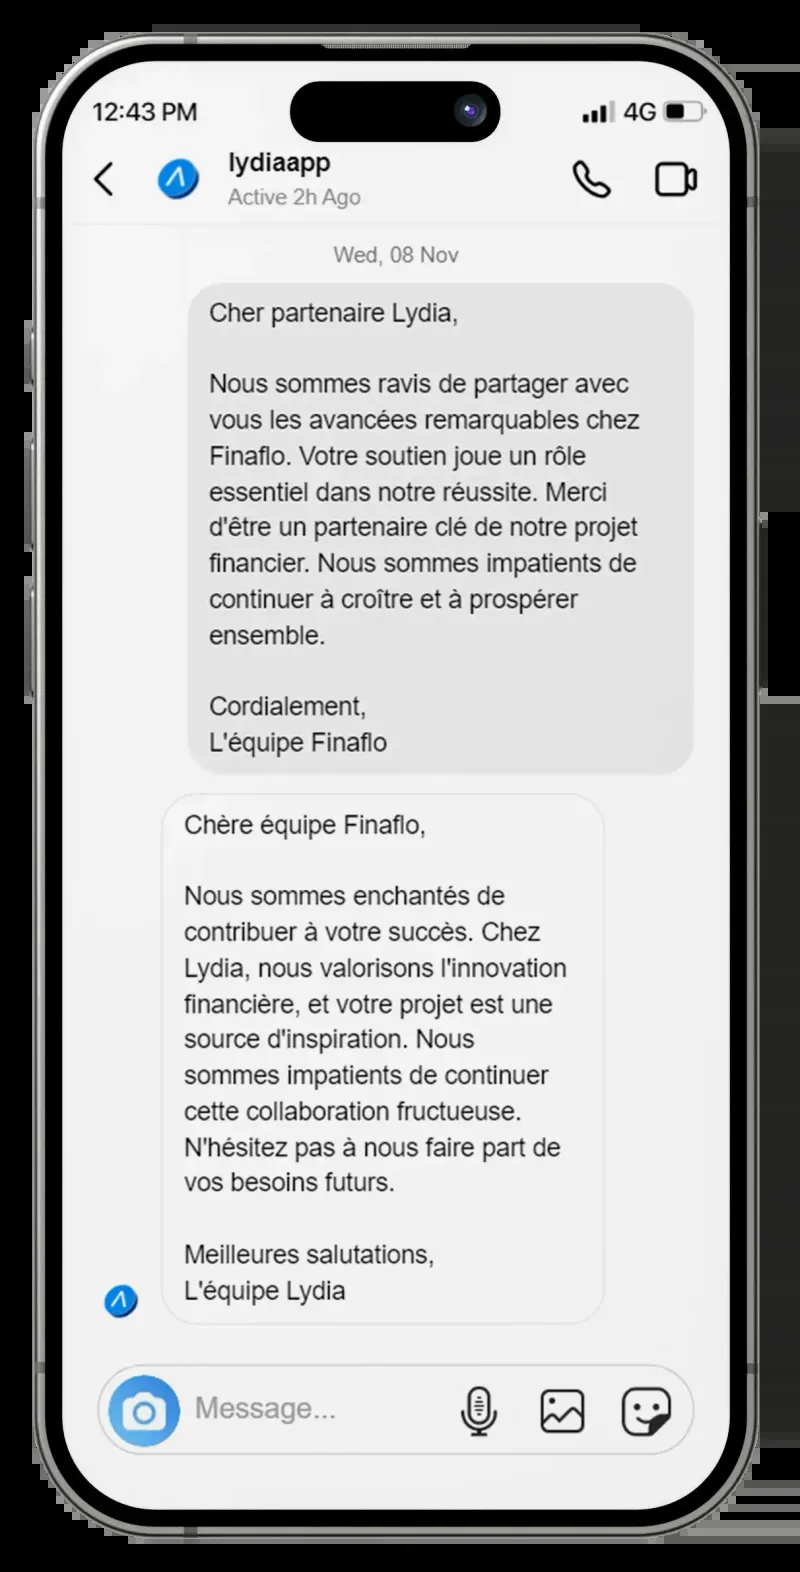 12:43 PM 4G
lydiaapp
Active 2h Ago
Wed, 08 Nov
Cher partenaire Lydia,
Nous sommes ravis de partager avec
vous les avancées remarquables chez
Finaflo. Votre soutien joue un rôle
essentiel dans notre réussite. Merci
d'être un partenaire clé de notre projet
financier. Nous sommes impatients de
continuer à croître et à prospérer
ensemble.
Cordialement,
L'équipe Finaflo
Chère équipe Finaflo,
Nous sommes enchantés de
contribuer à votre succès. Chez
Lydia, nous valorisons l'innovation
financière, et votre projet est une
source d'inspiration. Nous
sommes impatients de continuer
cette collaboration fructueuse.
N'hésitez pas à nous faire part de
vos besoins futurs.
Meilleures salutations,
L'équipe Lydia
Message...